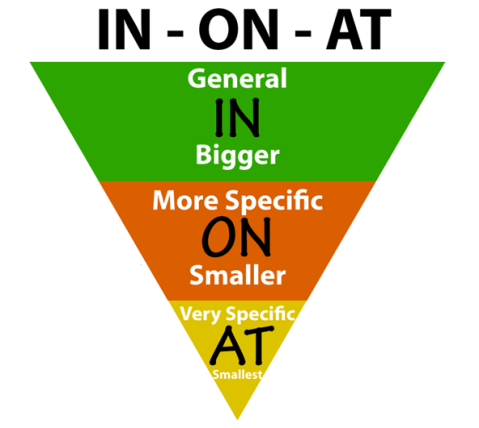 IN - ON - AT
General
IN
Bigger
More Specific
ON
Smaller
Very Specific
AT
Smallest